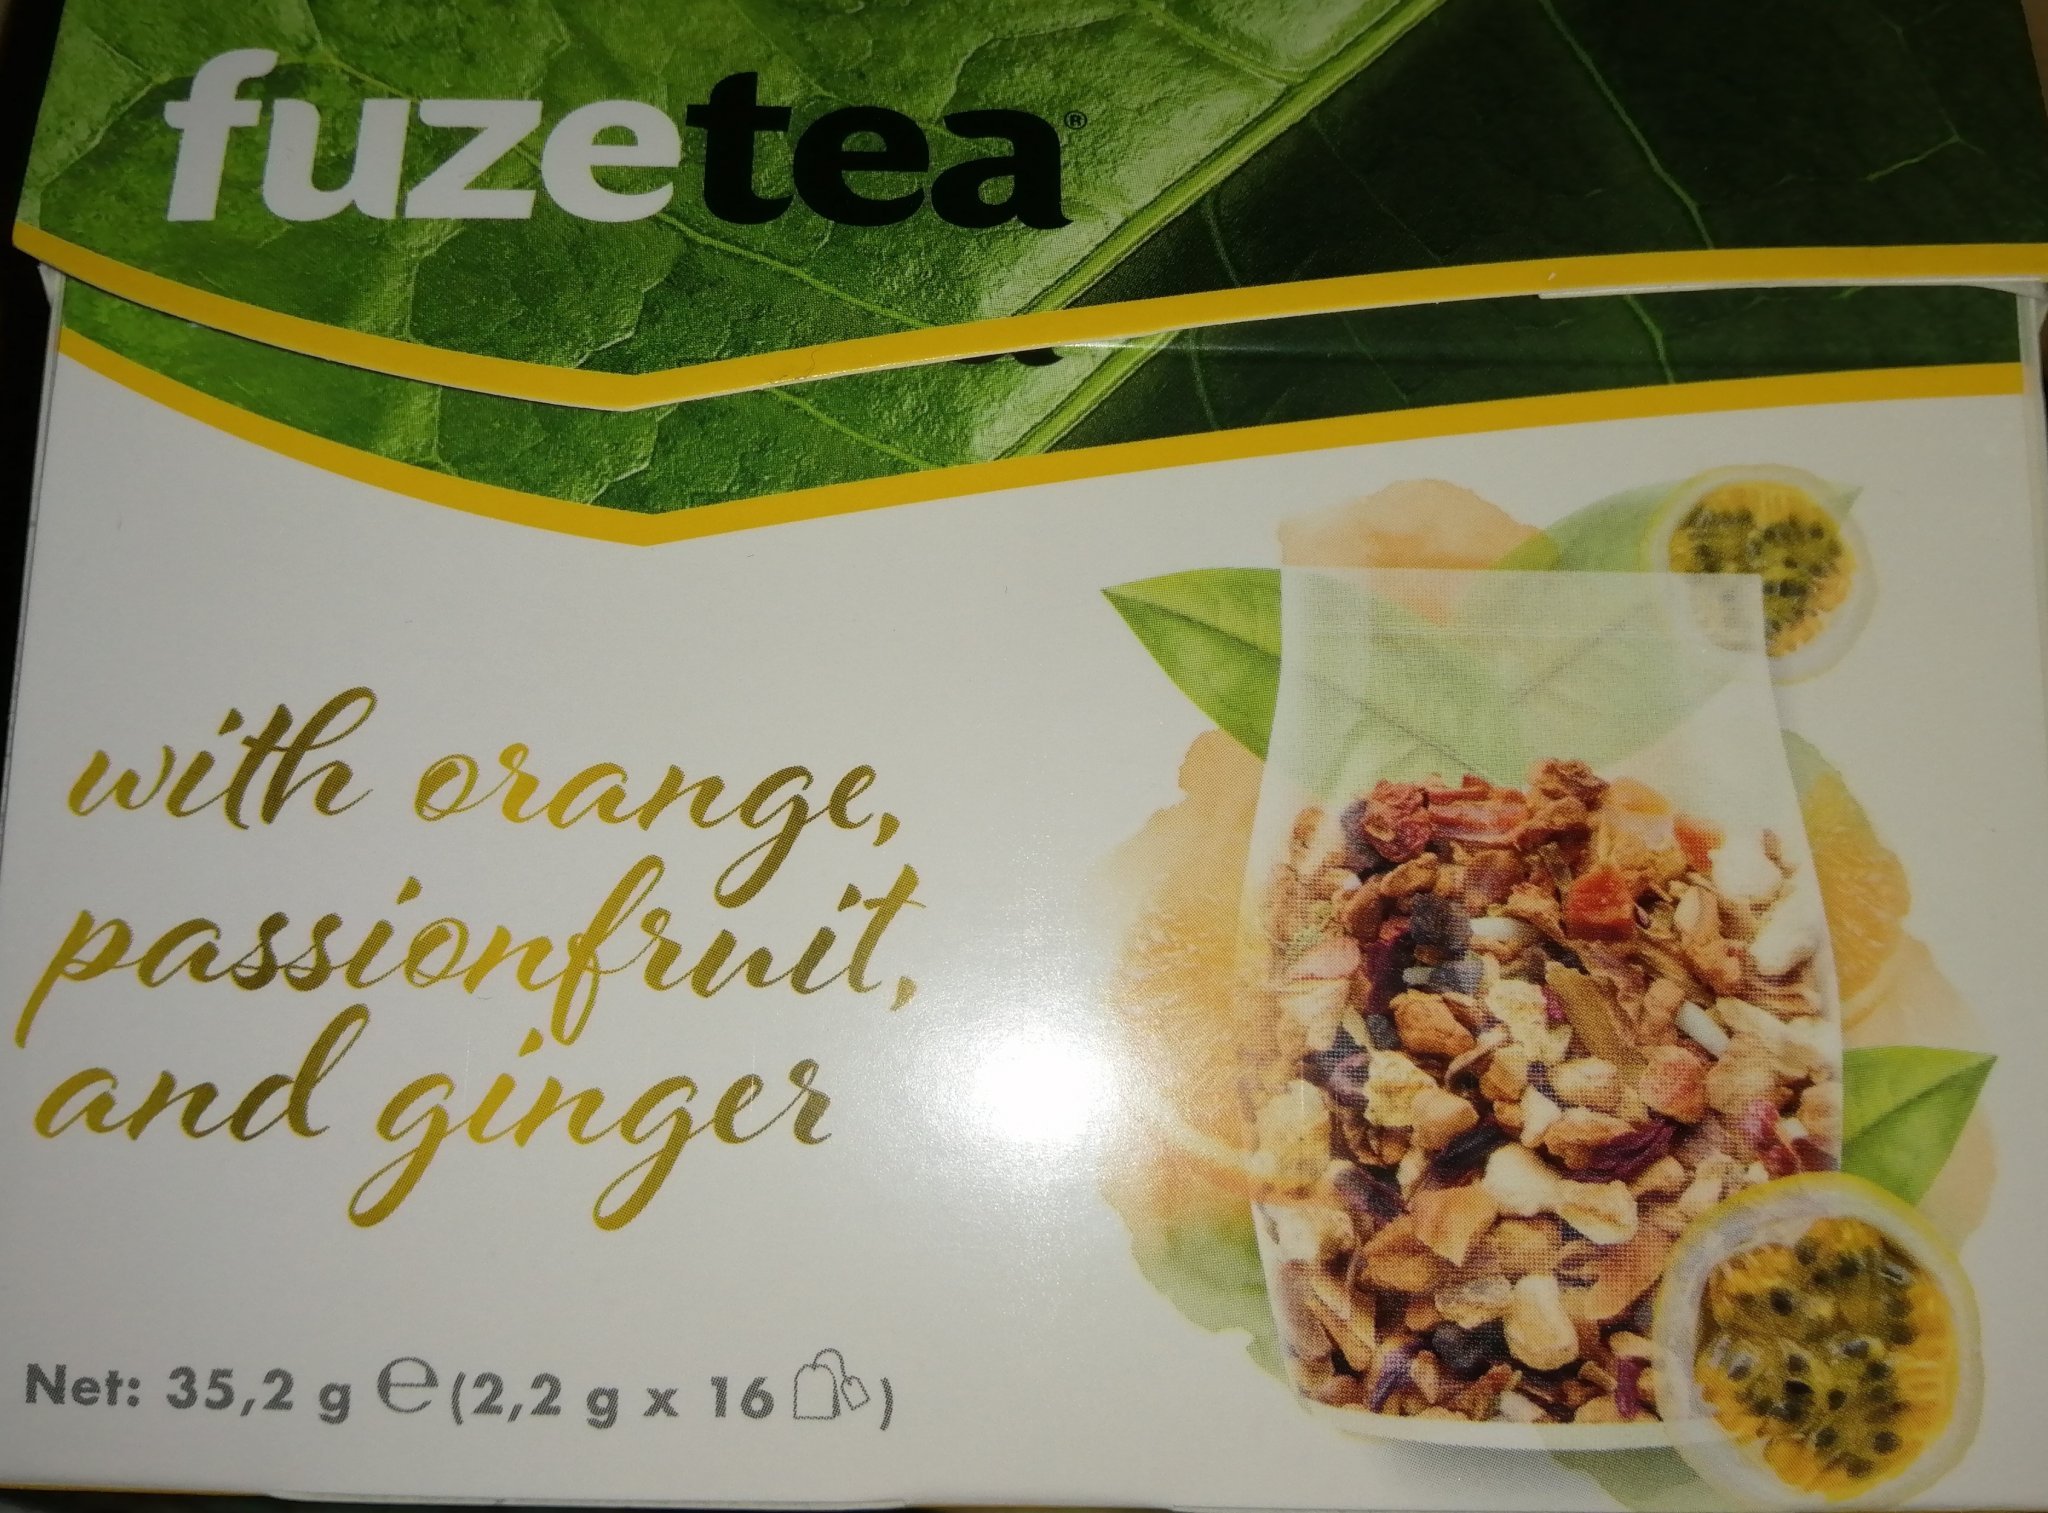 fuzetea®
with orange,
passionfruit,
and ginger
Net: 35,2 g ℮ (2,2 g x 16 )